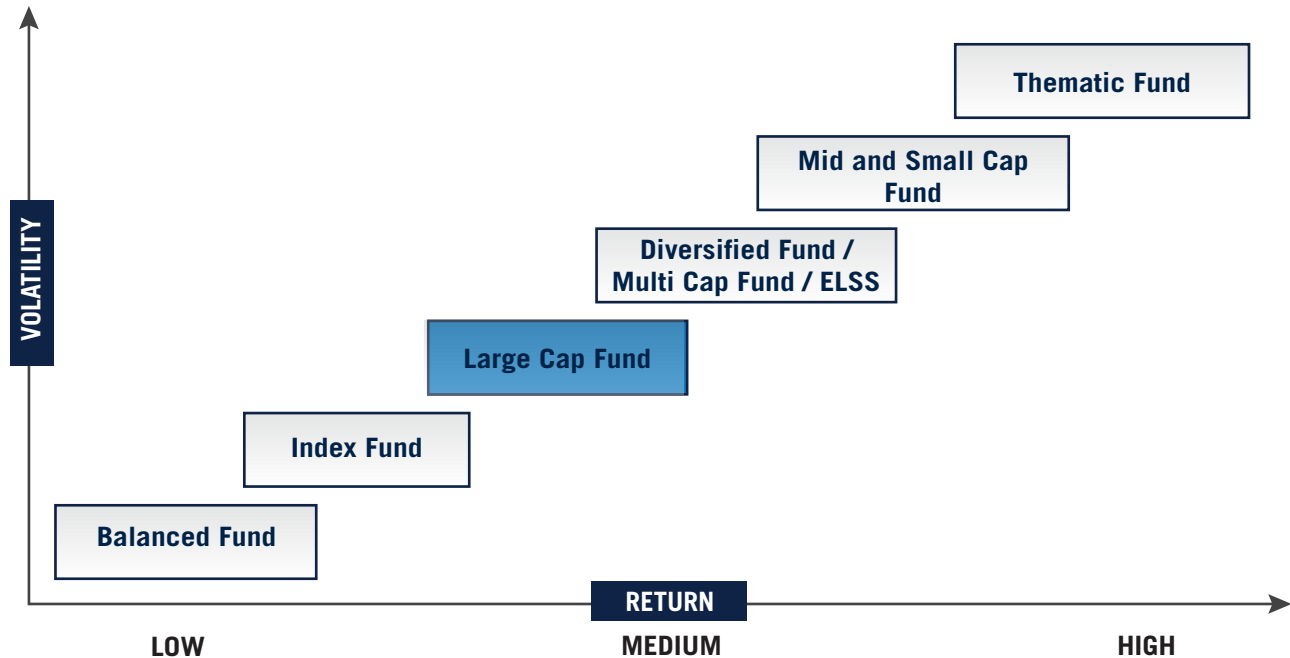 Thematic Fund
Mid and Small Cap
Fund
Diversified Fund /
Multi Cap Fund / ELSS
VOLATILITY
Large Cap Fund
Index Fund
Balanced Fund
RETURN
LOW
MEDIUM
HIGH